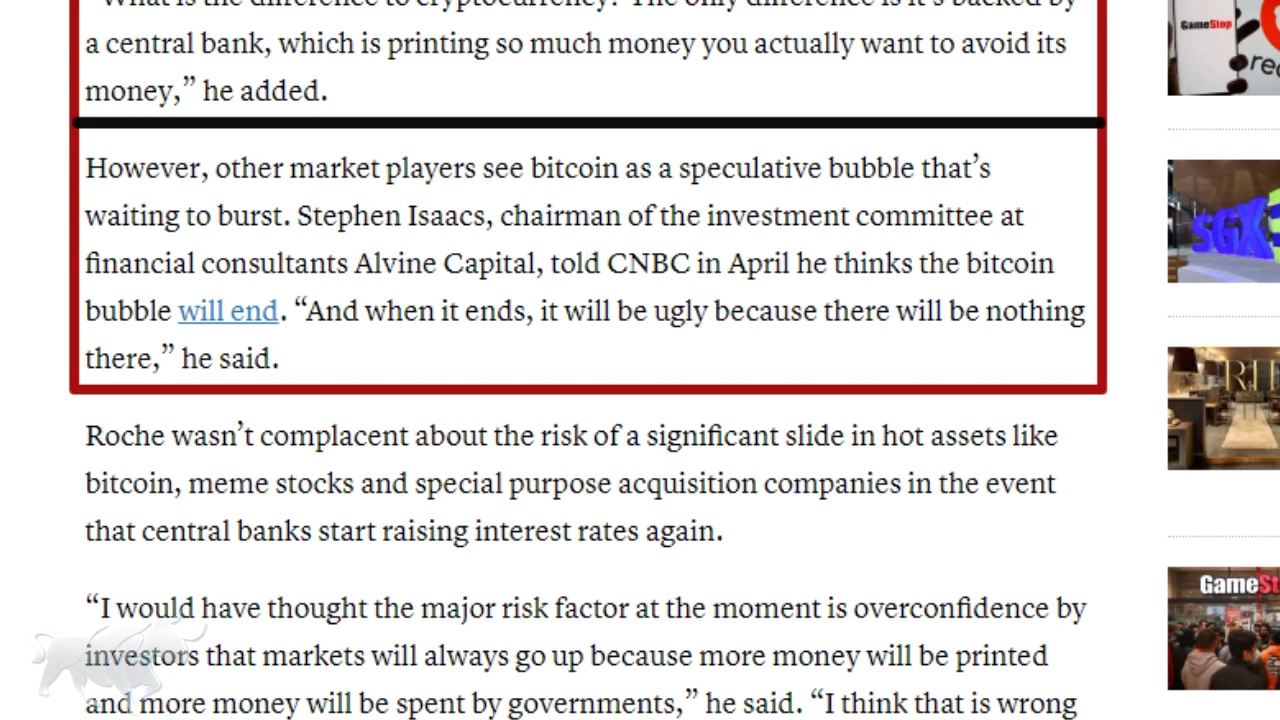 "What is the difference to cryptocurrency? The only difference is it's backed by
a central bank, which is printing so much money you actually want to avoid its
money,” he added.
However, other market players see bitcoin as a speculative bubble that’s
waiting to burst. Stephen Isaacs, chairman of the investment committee at
financial consultants Alvine Capital, told CNBC in April he thinks the bitcoin
bubble will end. “And when it ends, it will be ugly because there will be nothing
there,” he said.
Roche wasn’t complacent about the risk of a significant slide in hot assets like
bitcoin, meme stocks and special purpose acquisition companies in the event
that central banks start raising interest rates again.
“I would have thought the major risk factor at the moment is overconfidence by
investors that markets will always go up because more money will be printed
and more money will be spent by governments,” he said. “I think that is wrong
GameStop
SGX
GameSt